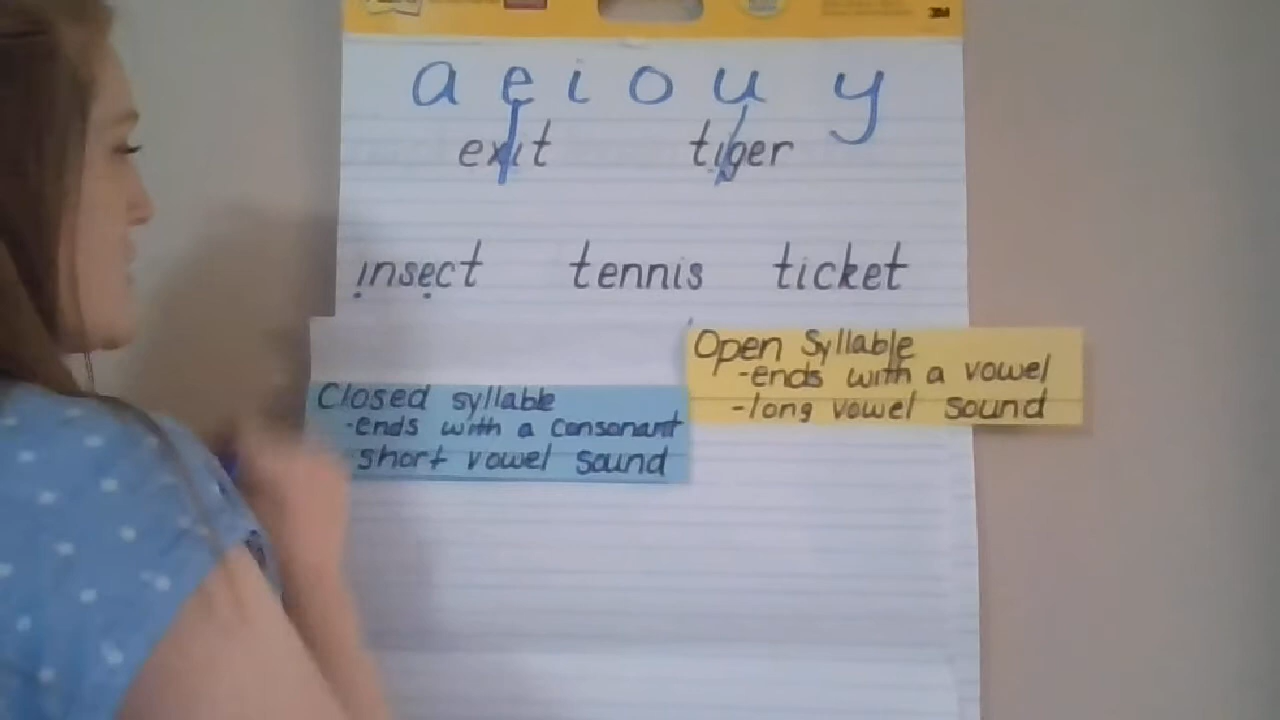 a e i o u y
exit tiger
insect tennis ticket
Open Syllable
-ends with a vowel
-long vowel sound
Closed syllable
-ends with a consonant
short vowel sound
3M